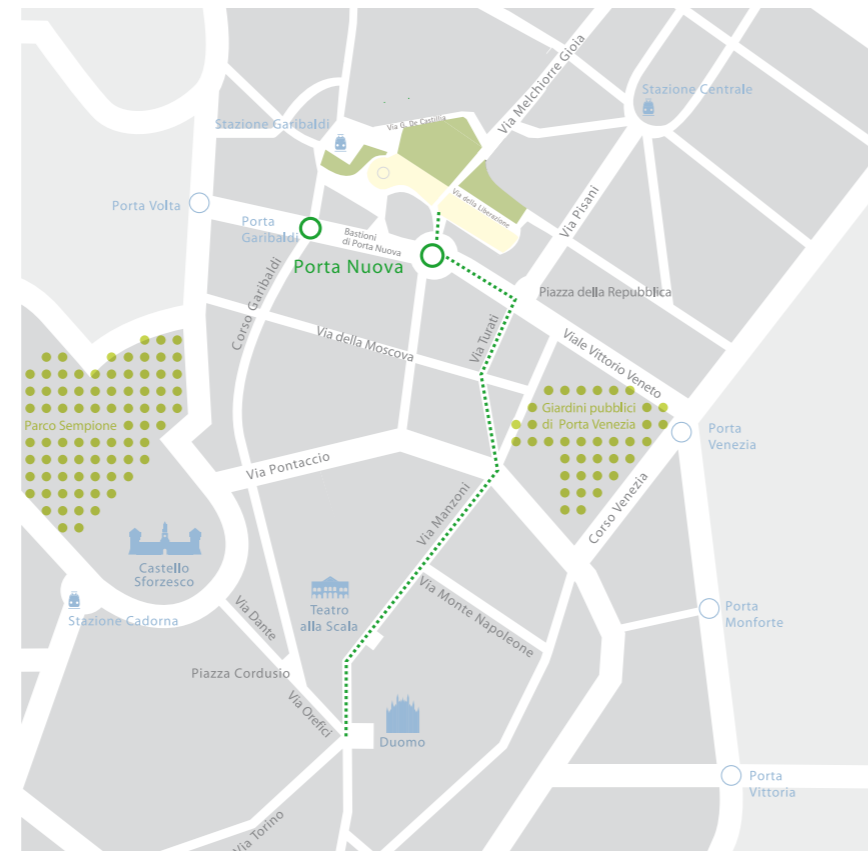 Via Melchiorre Gioia
Stazione Centrale
Stazione Garibaldi
Via G. De Castillia
Porta Volta
Via della Liberazione
Via Pisani
Porta
Garibaldi
Bastioni
di Porta Nuova
Porta Nuova
Piazza della Repubblica
Corso Garibaldi
Via della Moscova
Via Turati
Viale Vittorio Veneto
Parco Sempione
Giardini pubblici
di Porta Venezia
Porta
Venezia
Via Pontaccio
Via Manzoni
Corso Venezia
Castello
Sforzesco
Teatro
alla Scala
Via Monte Napoleone
Via Dante
Stazione Cadorna
Porta
Monforte
Piazza Cordusio
Via Orefici
Duomo
Porta
Vittoria
Via Torino